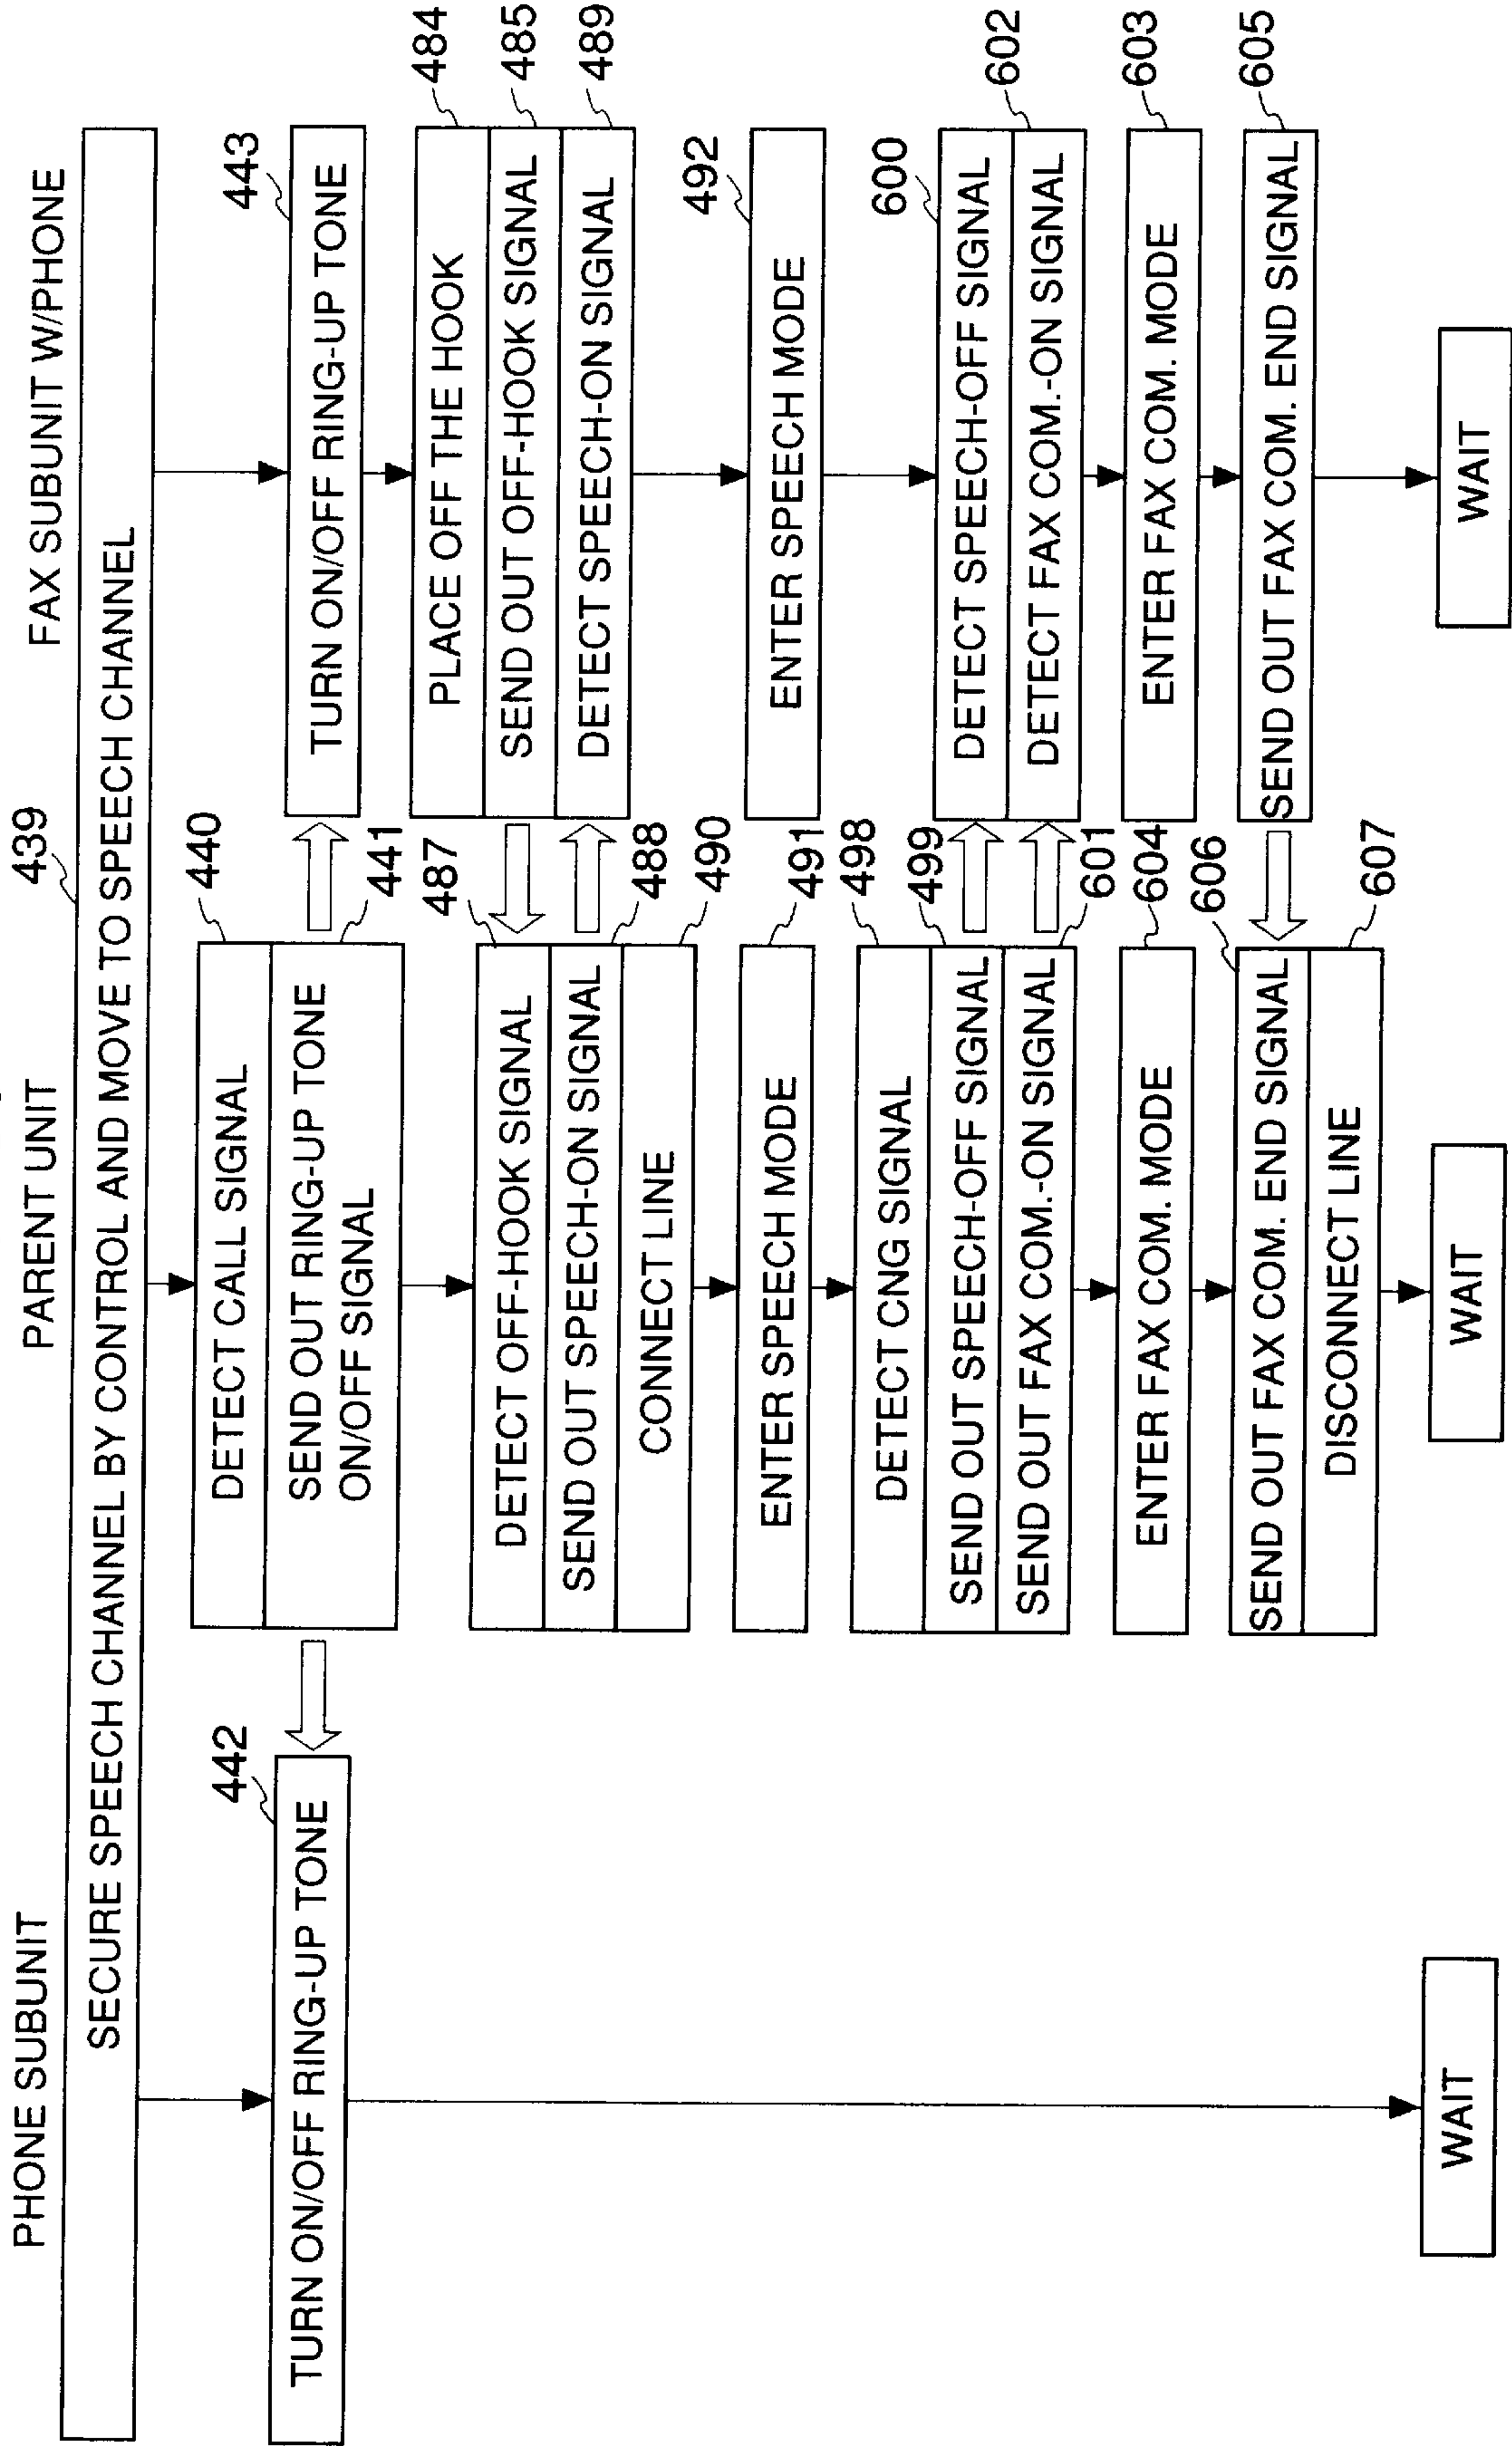 PHONE SUBUNIT
PARENT UNIT
FAX SUBUNIT W/PHONE
439
SECURE SPEECH CHANNEL BY CONTROL AND MOVE TO SPEECH CHANNEL
440
DETECT CALL SIGNAL
SEND OUT RING-UP TONE
ON/OFF SIGNAL
441
442
TURN ON/OFF RING-UP TONE
443
TURN ON/OFF RING-UP TONE
484
PLACE OFF THE HOOK
485
SEND OUT OFF-HOOK SIGNAL
489
DETECT SPEECH-ON SIGNAL
487
DETECT OFF-HOOK SIGNAL
488
SEND OUT SPEECH-ON SIGNAL
490
CONNECT LINE
491
ENTER SPEECH MODE
492
ENTER SPEECH MODE
498
DETECT CNG SIGNAL
499
SEND OUT SPEECH-OFF SIGNAL
601
SEND OUT FAX COM.-ON SIGNAL
600
DETECT SPEECH-OFF SIGNAL
602
DETECT FAX COM.-ON SIGNAL
604
ENTER FAX COM. MODE
603
ENTER FAX COM. MODE
606
SEND OUT FAX COM. END SIGNAL
607
DISCONNECT LINE
605
SEND OUT FAX COM. END SIGNAL
WAIT
WAIT
WAIT